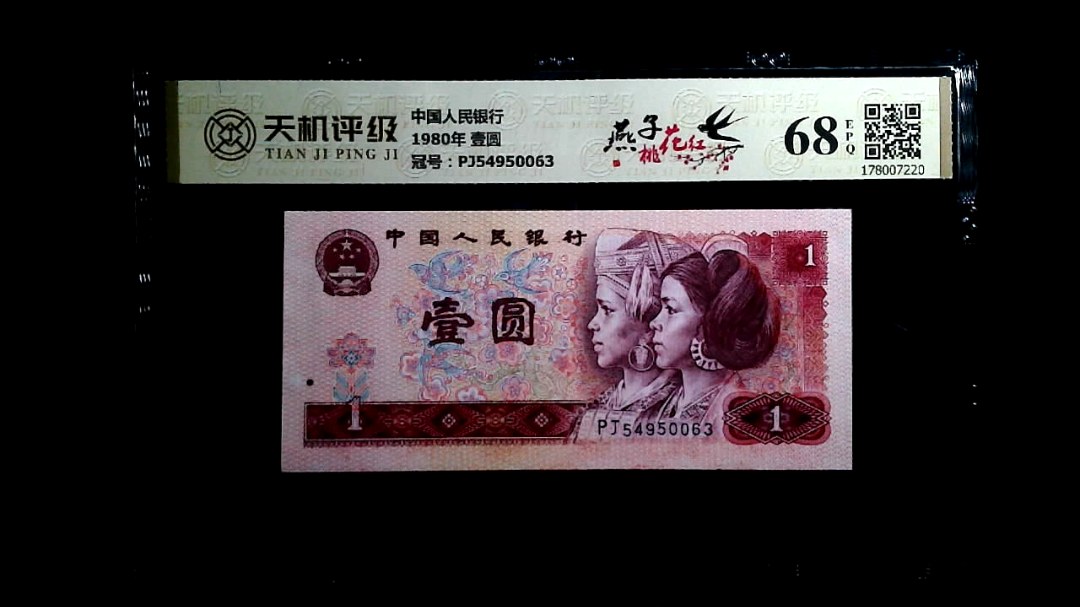 天机评级
TIAN JI PING JI
中国人民银行
1980年 壹圆
冠号：PJ54950063
燕子
桃花红
68
EPQ
178007220
中国人民银行
1
壹圆
1
PJ54950063
1